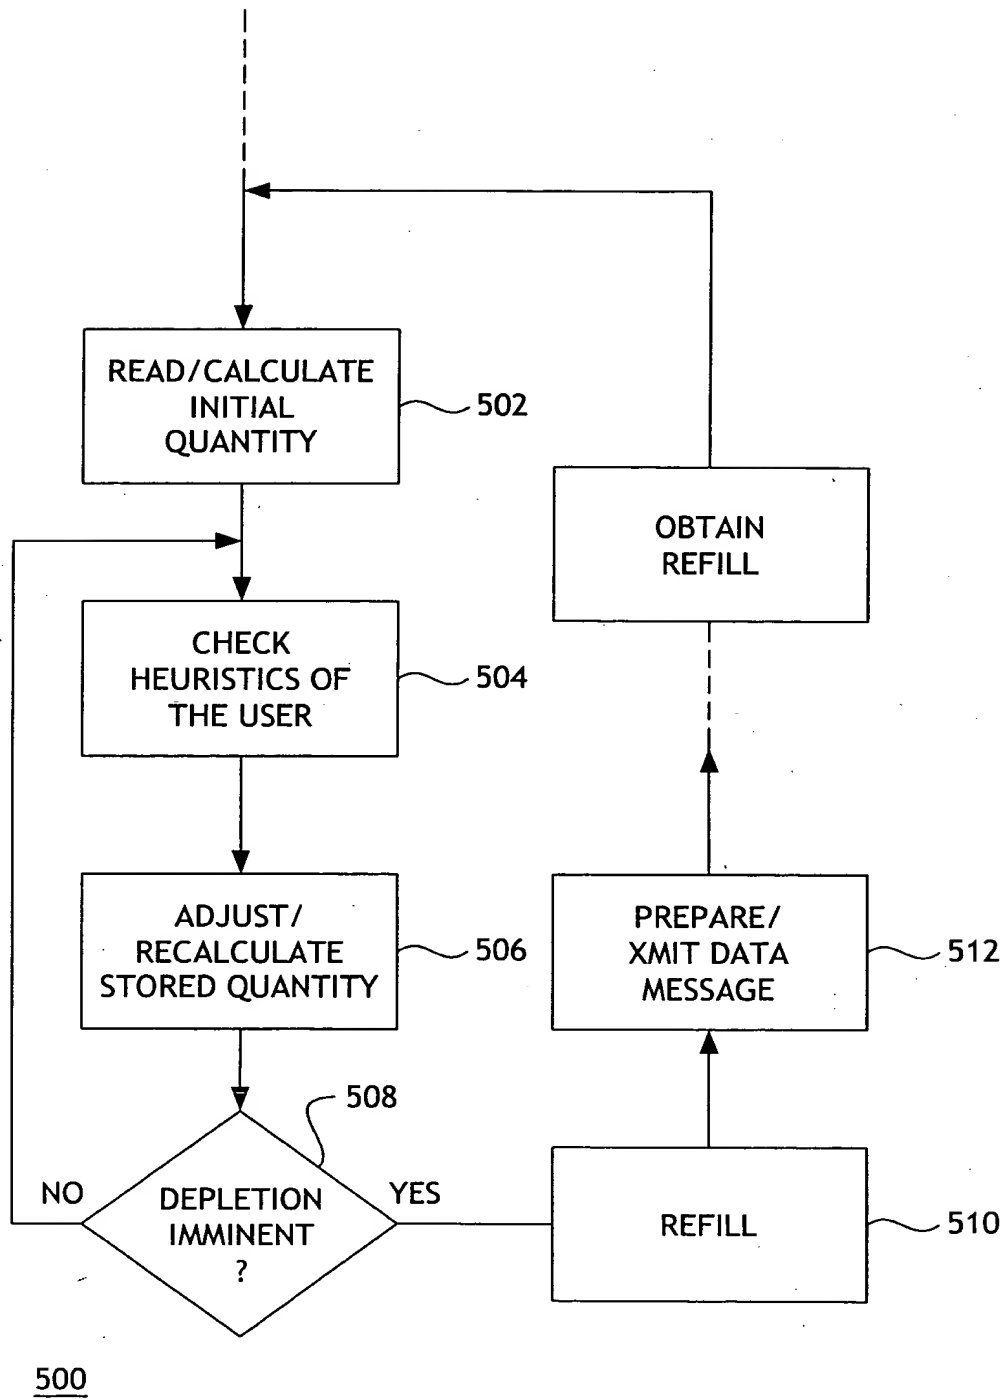 READ/CALCULATE
INITIAL
QUANTITY
502
OBTAIN
REFILL
CHECK
HEURISTICS OF
THE USER
504
ADJUST/
RECALCULATE
STORED QUANTITY
506
PREPARE/
XMIT DATA
MESSAGE
512
508
NO
DEPLETION
IMMINENT
?
YES
REFILL
510
500